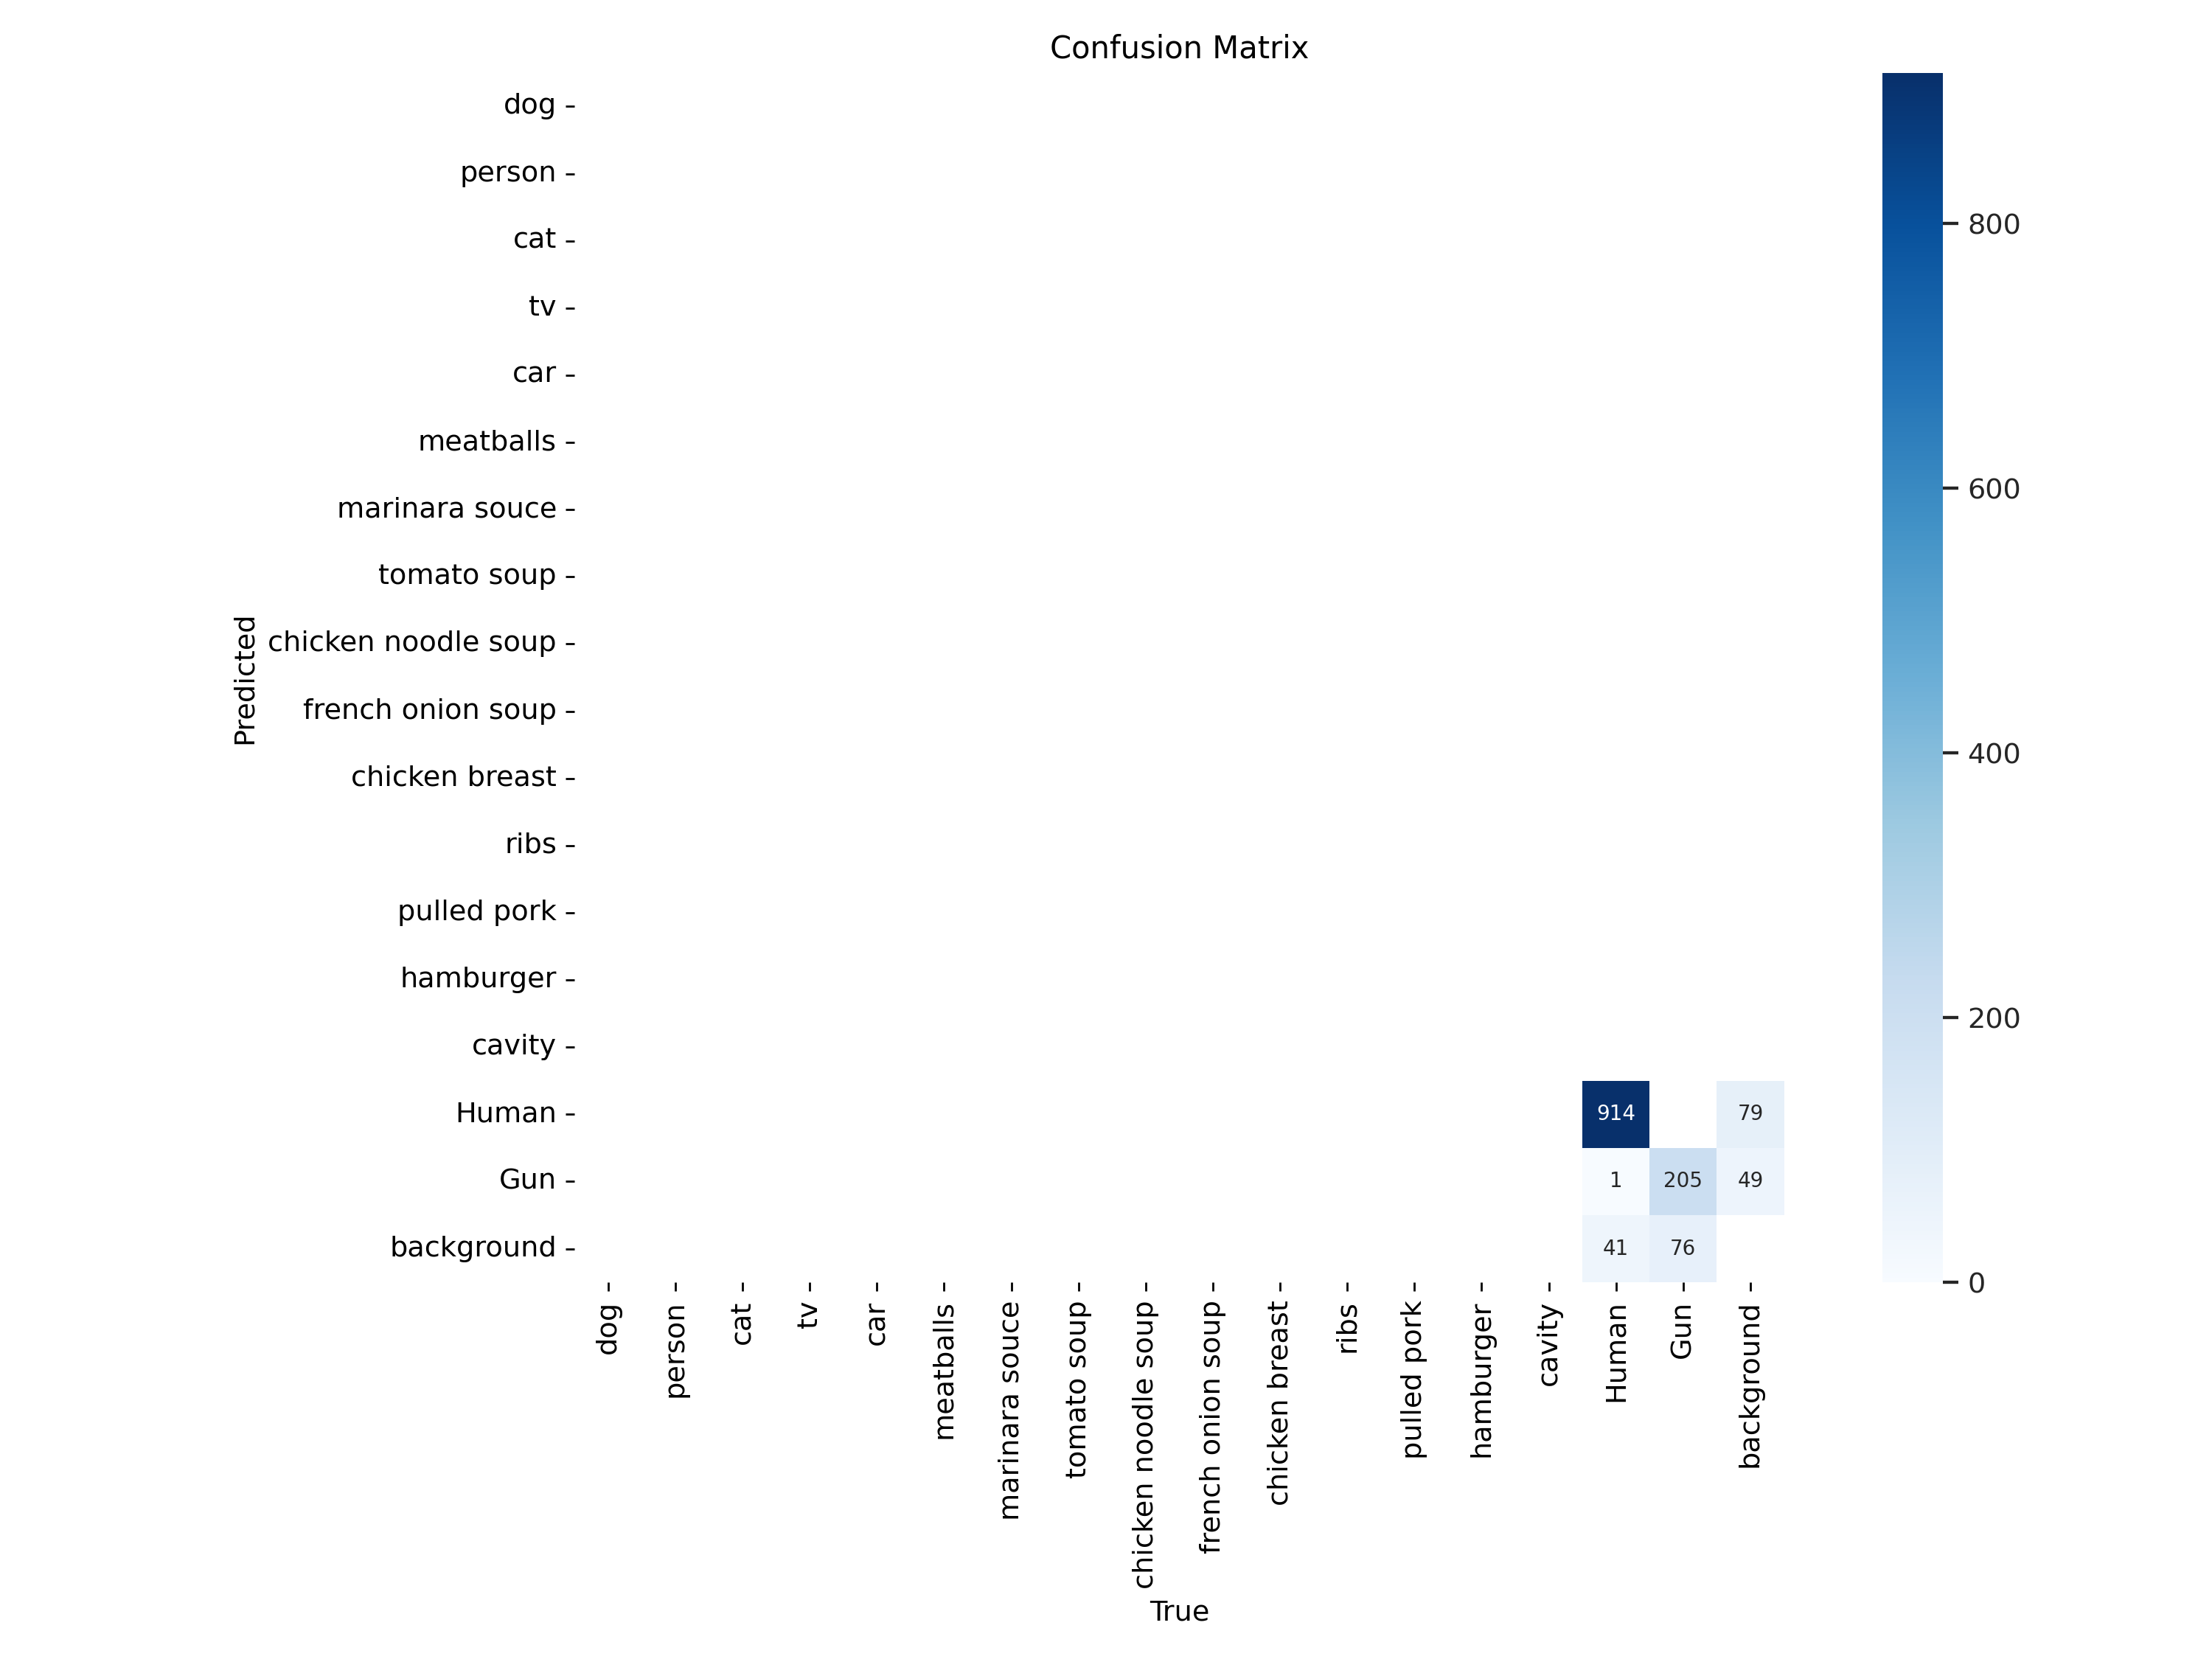 Confusion Matrix
dog
person
cat
tv
car
meatballs
marinara souce
tomato soup
chicken noodle soup
french onion soup
chicken breast
ribs
pulled pork
hamburger
cavity
Human
Gun
background
Predicted
914 79
1 205 49
41 76
dog
person
cat
tv
car
meatballs
marinara souce
tomato soup
chicken noodle soup
french onion soup
chicken breast
ribs
pulled pork
hamburger
cavity
Human
Gun
background
True
800
600
400
200
0